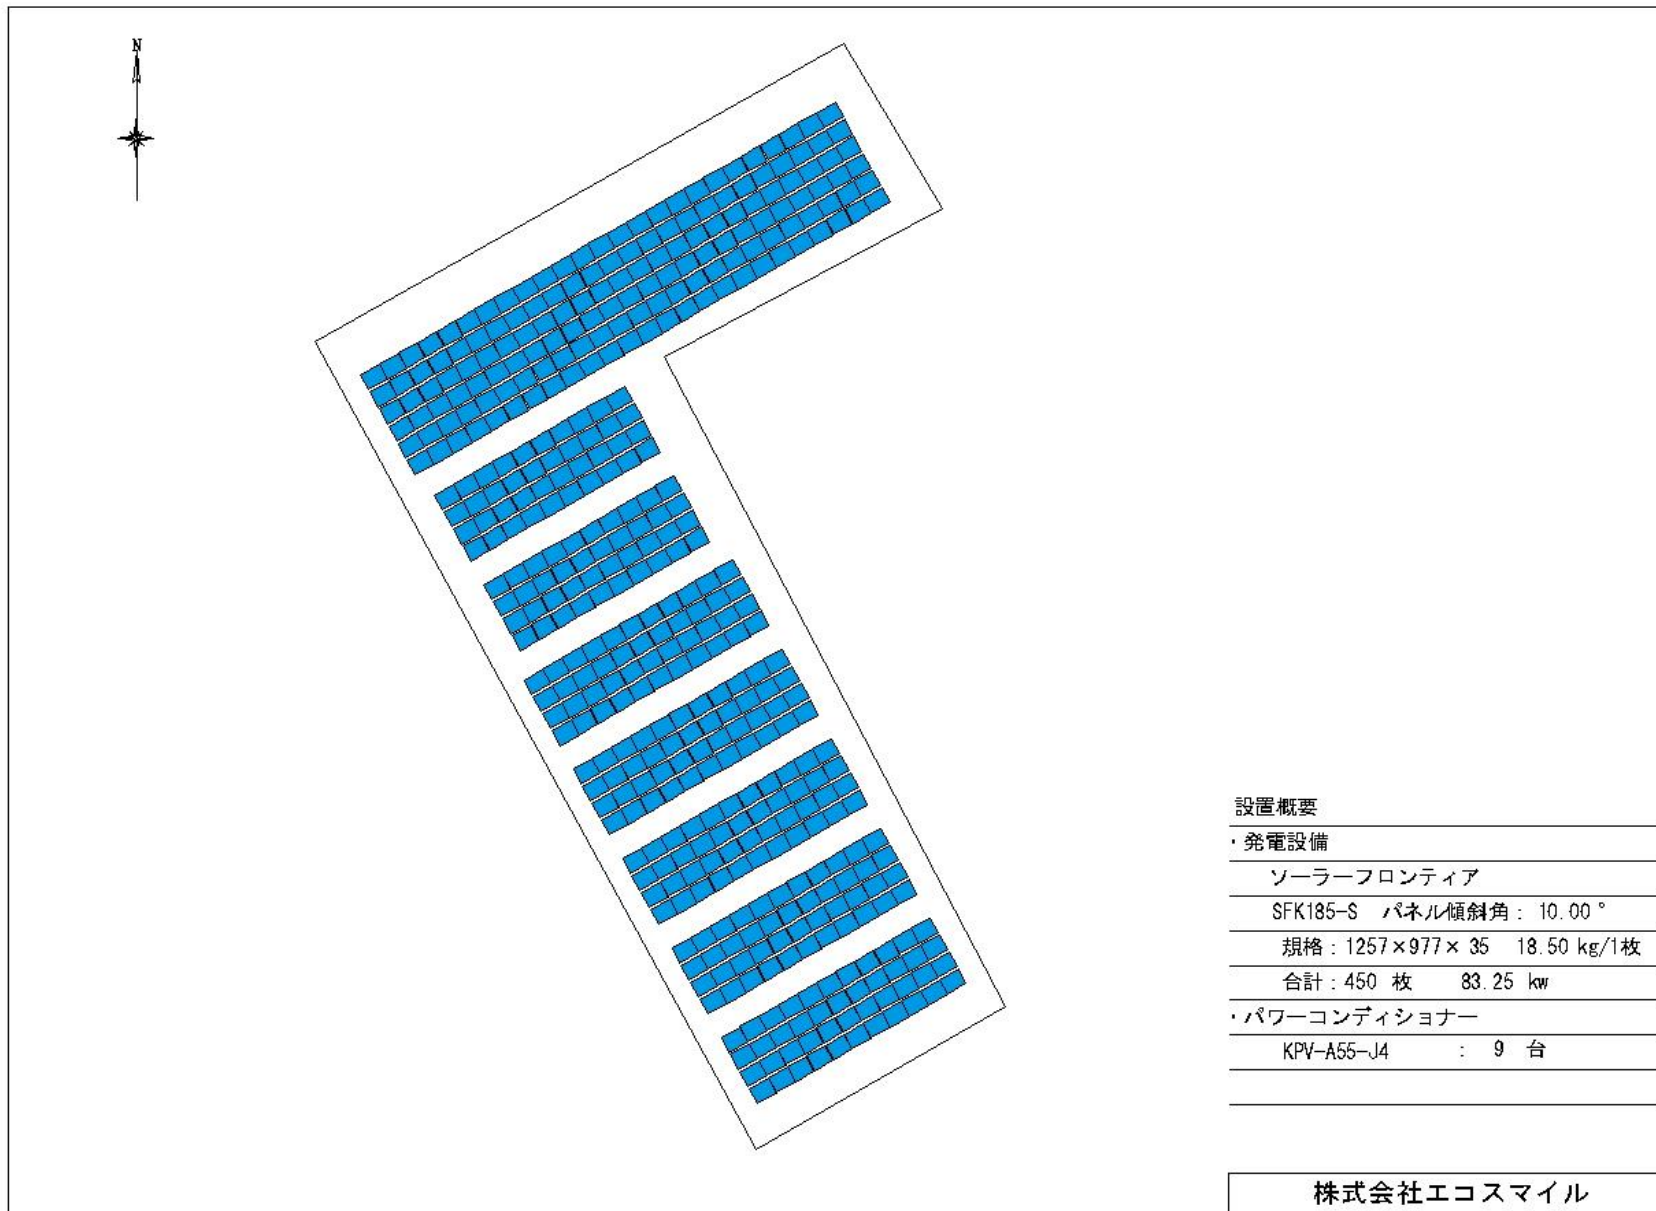 N
設置概要
・発電設備
ソーラーフロンティア
SFK185-S パネル傾斜角：10.00°
規格：1257×977× 35 18.50 kg/1枚
合計：450 枚 83.25 kw
・パワーコンディショナー
KPV-A55-J4 ： 9 台
株式会社エコスマイル